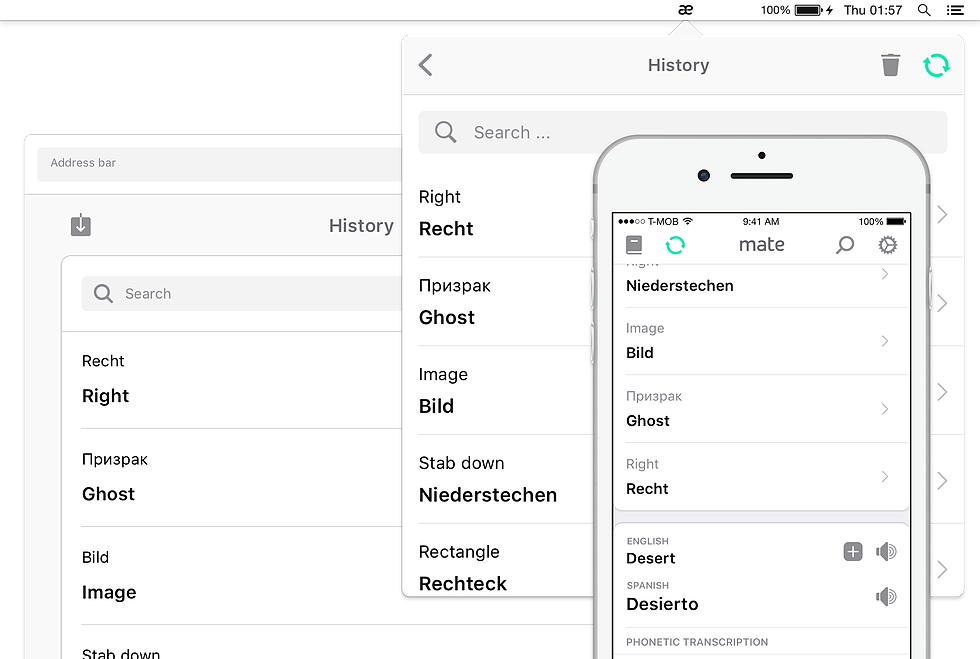 æ
100%
Thu 01:57
History
Search ...
Right
Recht
Призрак
Ghost
Image
Bild
Stab down
Niederstechen
Rectangle
Rechteck
Address bar
History
Search
Recht
Right
Призрак
Ghost
Bild
Image
Stab down
T-MOB
9:41 AM
100%
mate
Right
Niederstechen
Image
Bild
Призрак
Ghost
Right
Recht
ENGLISH
Desert
SPANISH
Desierto
PHONETIC TRANSCRIPTION